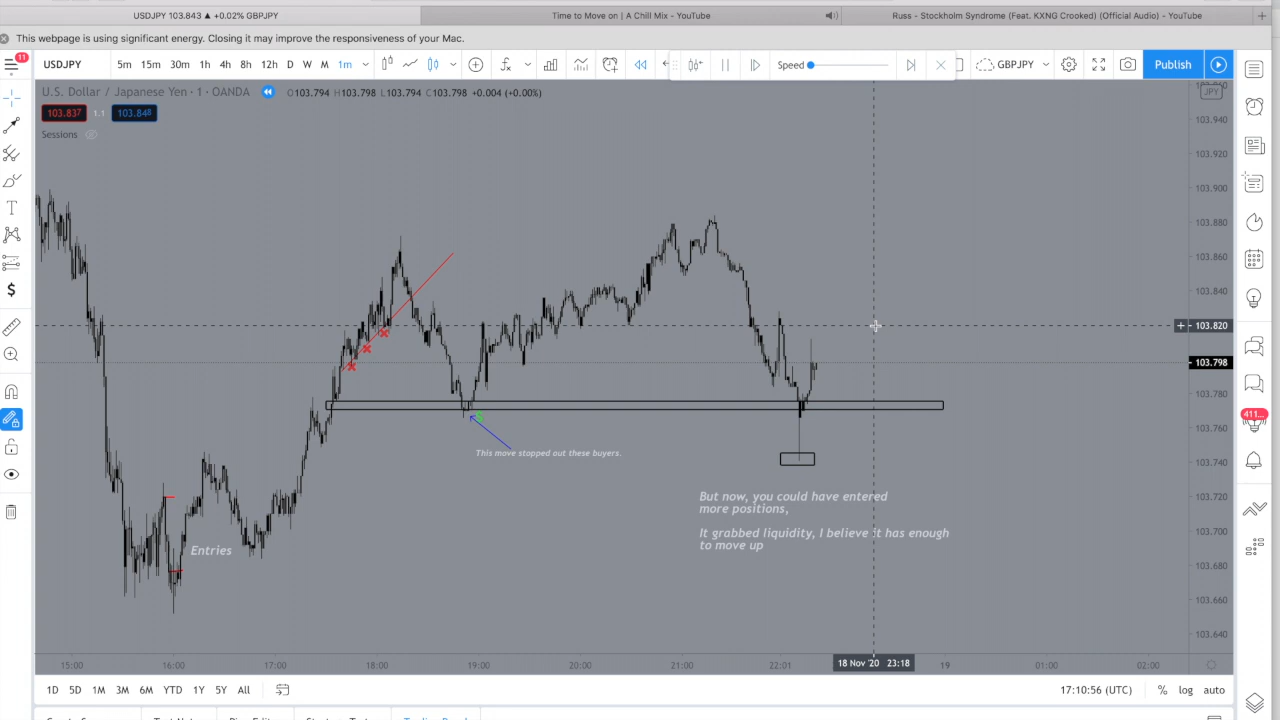 USDJPY 103.843 ▲ +0.02% GBPJPY
Time to Move on | A Chill Mix - YouTube
Russ - Stockholm Syndrome (Feat. KXNG Crooked) (Official Audio) - YouTube
This webpage is using significant energy. Closing it may improve the responsiveness of your Mac.
11
USDJPY 5m 15m 30m 1h 4h 8h 12h D W M 1m
Speed
GBPJPY
Publish
U.S. Dollar / Japanese Yen · 1 · OANDA
O103.794 H103.798 L103.794 C103.798 +0.004 (+0.00%)
JPY
103.837 1.1 103.848
Sessions
103.940
103.920
103.900
103.880
103.860
103.840
103.820
103.798
103.780
103.760
103.740
103.720
103.700
103.680
103.660
103.640
411...
This move stopped out these buyers.
But now, you could have entered
more positions,
It grabbed liquidity, I believe it has enough
to move up
Entries
15:00 16:00 17:00 18:00 19:00 20:00 21:00 22:01 18 Nov '20 23:18 19 01:00 02:00
1D 5D 1M 3M 6M YTD 1Y 5Y All
17:10:56 (UTC) % log auto